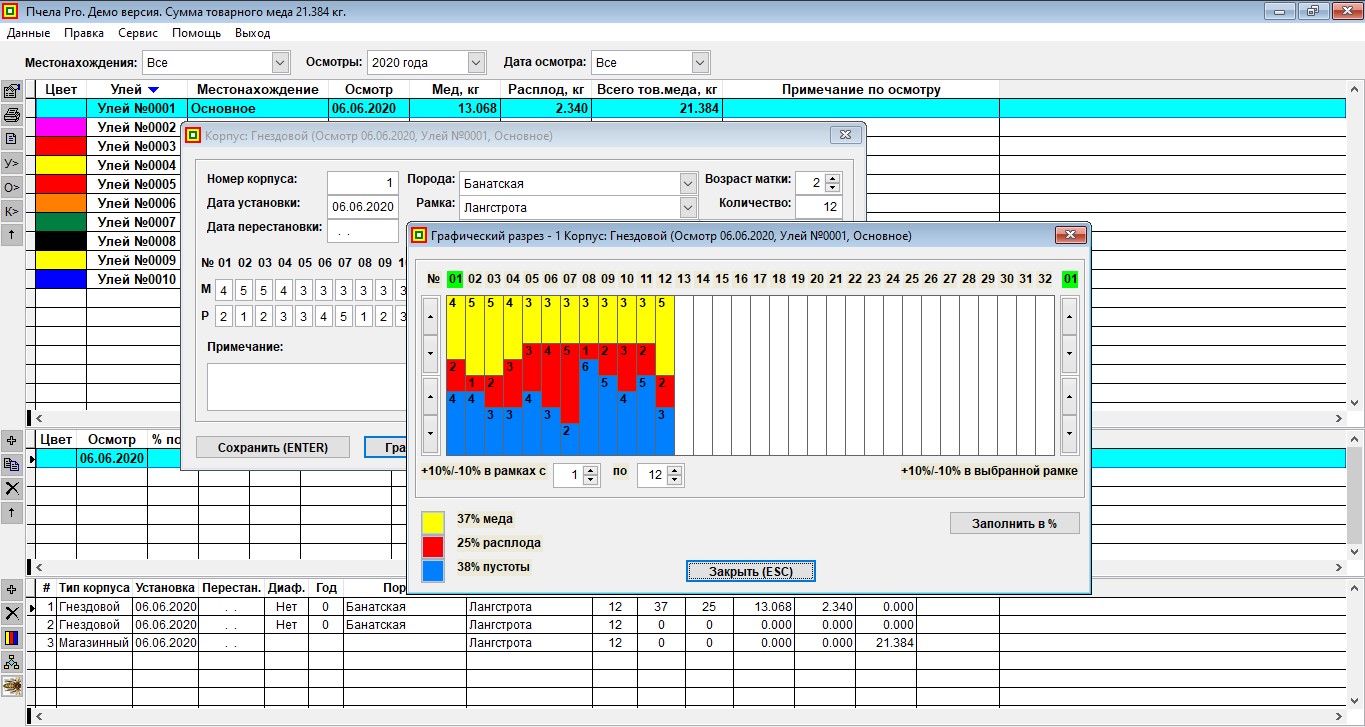 Пчела Pro. Демо версия. Сумма товарного меда 21.384 кг.
Данные Правка Сервис Помощь Выход
Местонахождения: Все Осмотры: 2020 года Дата осмотра: Все
Цвет Улей Местонахождение Осмотр Мед, кг Расплод, кг Всего тов.меда, кг Примечание по осмотру
Улей №0001 Основное 06.06.2020 13.068 2.340 21.384
Улей №0002
Улей №0003
Улей №0004
Улей №0005
Улей №0006
Улей №0007
Улей №0008
Улей №0009
Улей №0010
У>
О>
К>
Корпус: Гнездовой (Осмотр 06.06.2020, Улей №0001, Основное)
Номер корпуса: 1 Порода: Банатская Возраст матки: 2
Дата установки: 06.06.2020 Рамка: Лангстрота Количество: 12
Дата перестановки: . .
№ 01 02 03 04 05 06 07 08 09
М 4 5 5 4 3 3 3 3 3 3
Р 2 1 2 3 3 4 5 1 2 3
Примечание:
Сохранить (ENTER) Гра
Графический разрез - 1 Корпус: Гнездовой (Осмотр 06.06.2020, Улей №0001, Основное)
№ 01 02 03 04 05 06 07 08 09 10 11 12 13 14 15 16 17 18 19 20 21 22 23 24 25 26 27 28 29 30 31 32 01
4 5 5 4 3 3 3 3 3 3 3 5
2 1 2 3 3 4 5 1 2 3 2 2
4 4 3 3 4 3 2 6 5 4 5 3
+10%/-10% в рамках с 1 по 12 +10%/-10% в выбранной рамке
37% меда
25% расплода
38% пустоты
Заполнить в %
Закрыть (ESC)
Цвет Осмотр % по
06.06.2020
# Тип корпуса Установка Перестан. Диаф. Год Пор
1 Гнездовой 06.06.2020 . . Нет 0 Банатская Лангстрота 12 37 25 13.068 2.340 0.000
2 Гнездовой 06.06.2020 . . Нет 0 Банатская Лангстрота 12 0 0 0.000 0.000 0.000
3 Магазинный 06.06.2020 . . Лангстрота 12 0 0 0.000 0.000 21.384